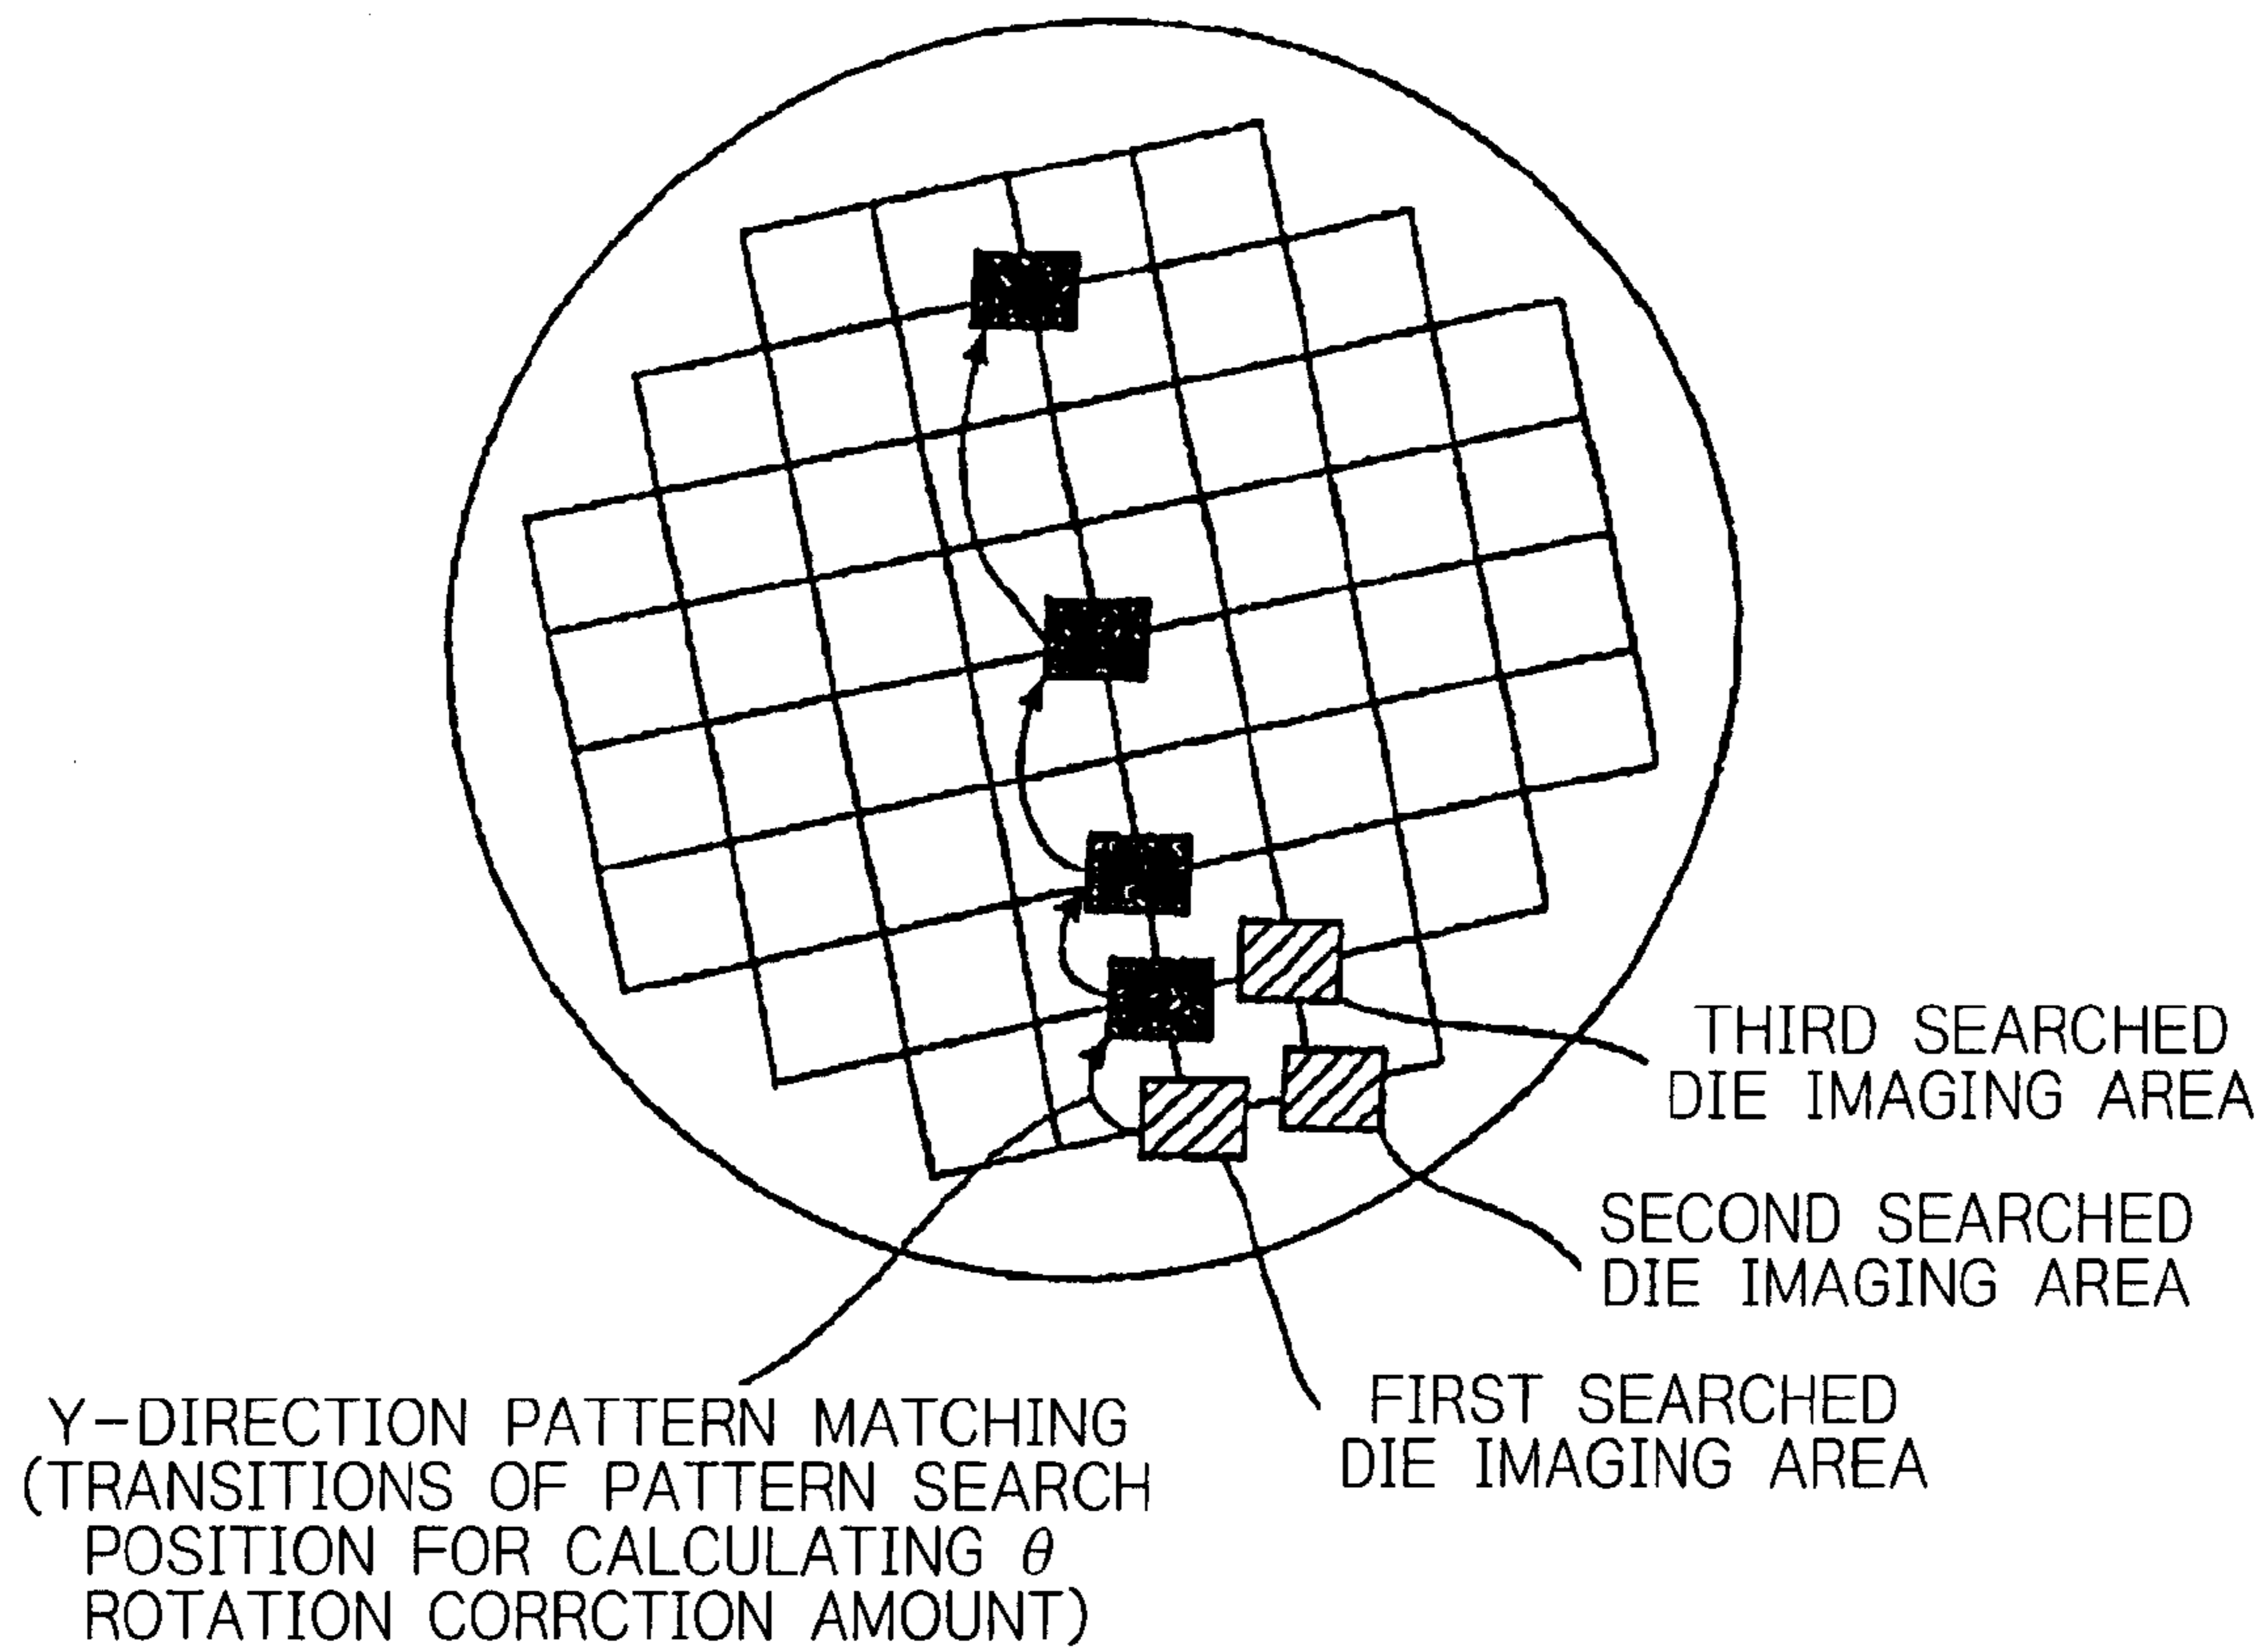 THIRD SEARCHED
DIE IMAGING AREA
SECOND SEARCHED
DIE IMAGING AREA
FIRST SEARCHED
DIE IMAGING AREA
Y-DIRECTION PATTERN MATCHING
(TRANSITIONS OF PATTERN SEARCH
POSITION FOR CALCULATING θ
ROTATION CORRCTION AMOUNT)